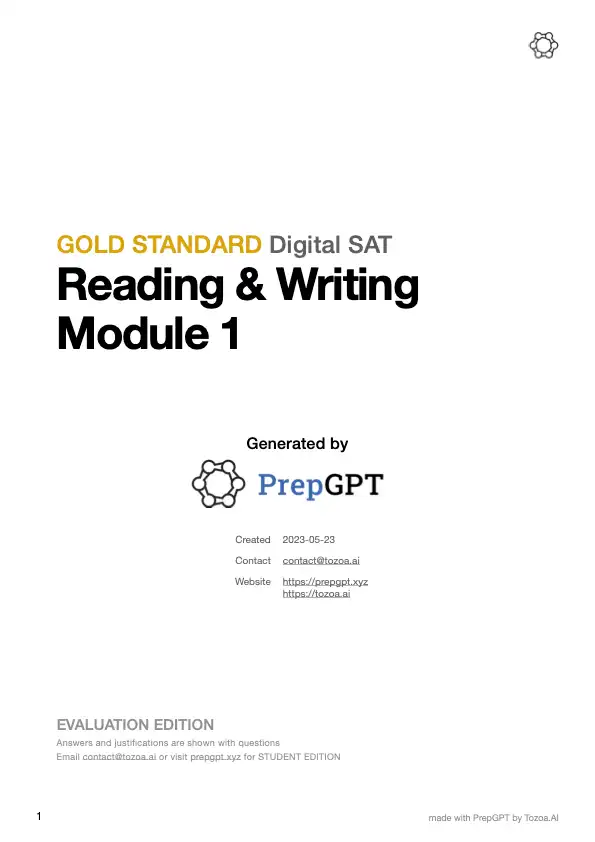 GOLD STANDARD Digital SAT
Reading & Writing
Module 1
Generated by
PrepGPT
Created 2023-05-23
Contact contact@tozoa.ai
Website https://prepgpt.xyz
https://tozoa.ai
EVALUATION EDITION
Answers and justifications are shown with questions
Email contact@tozoa.ai or visit prepgpt.xyz for STUDENT EDITION
1 made with PrepGPT by Tozoa.AI